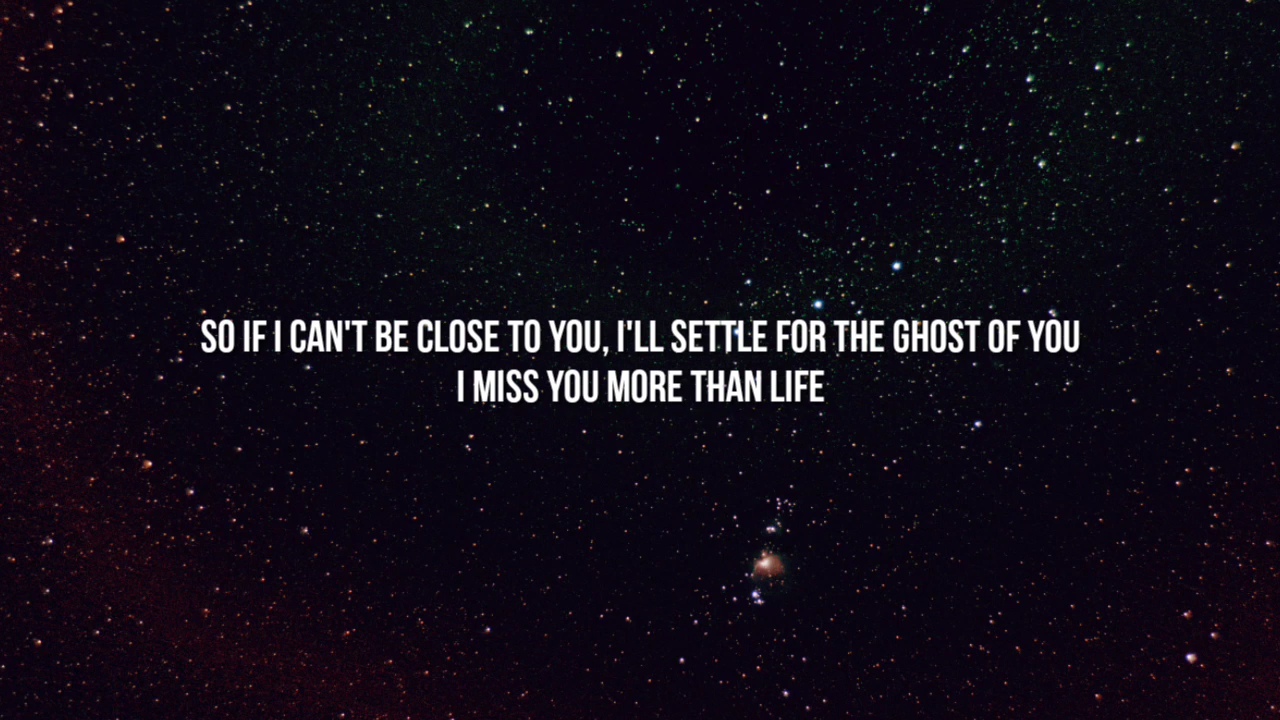 SO IF I CAN'T BE CLOSE TO YOU, I'LL SETTLE FOR THE GHOST OF YOU
I MISS YOU MORE THAN LIFE